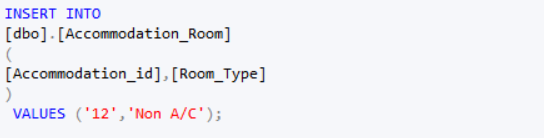 INSERT INTO
[dbo].[Accommodation_Room]
(
[Accommodation_id],[Room_Type]
)
VALUES ('12','Non A/C');